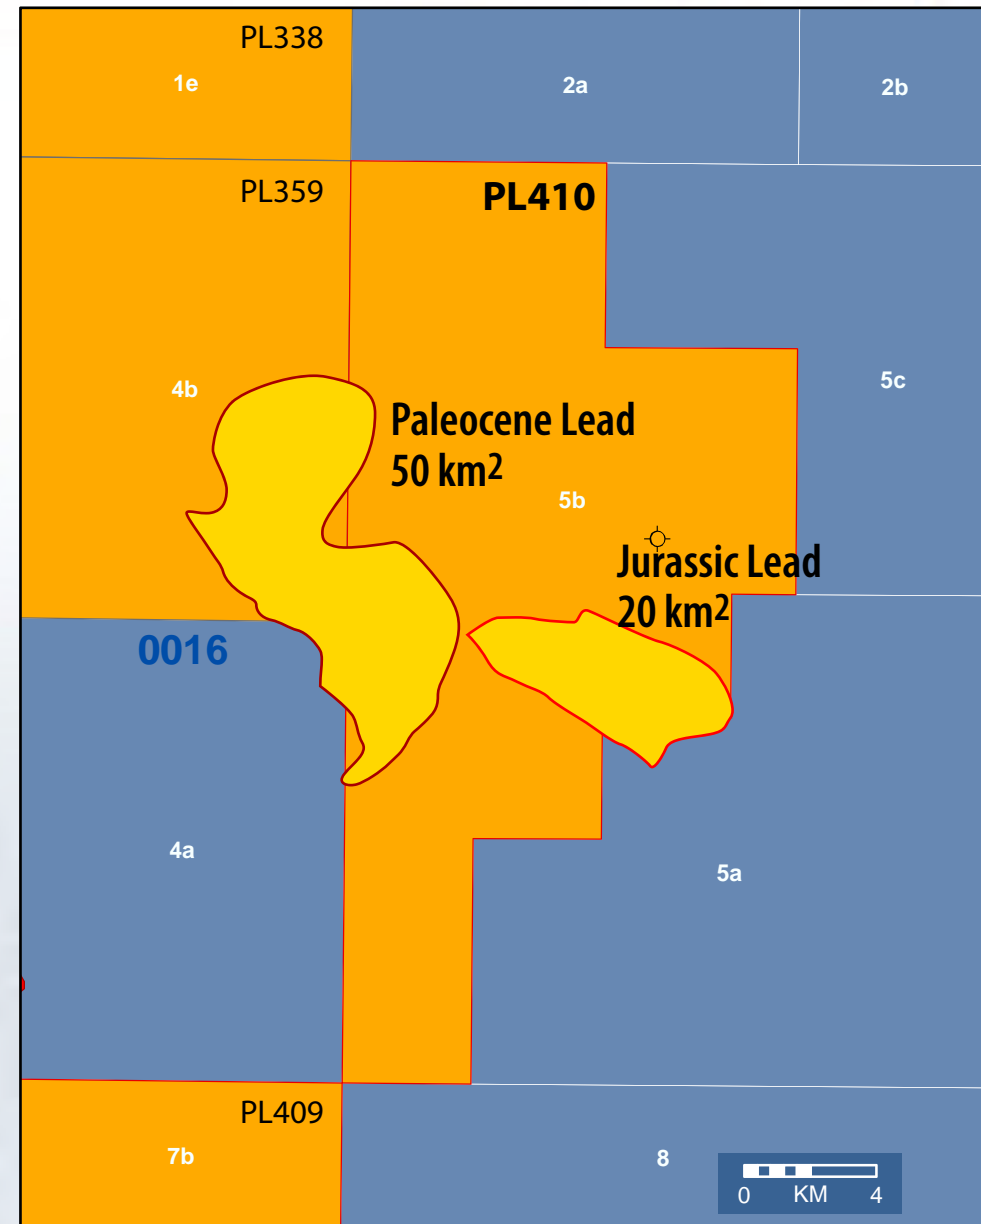 PL338
1e
2a
2b
PL359
PL410
4b
5c
Paleocene Lead
50 km2
5b
Jurassic Lead
20 km2
0016
4a
5a
PL409
7b
8
0 KM 4